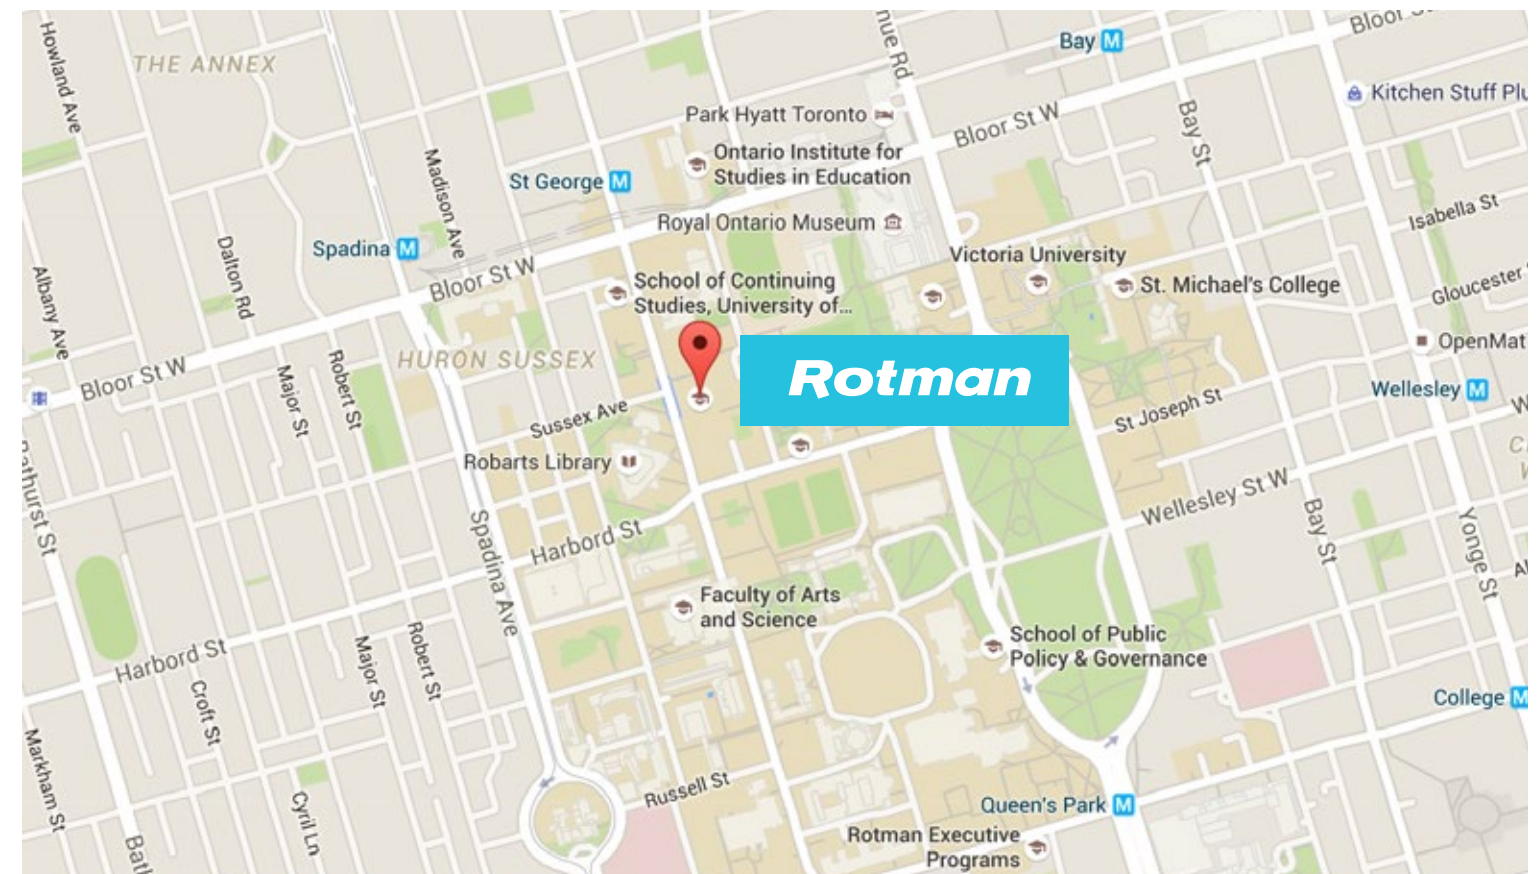 Howland Ave
THE ANNEX
nue Rd
Bay M
Bloor St
Kitchen Stuff Plu
Park Hyatt Toronto
Bloor St W
Bay St
Ontario Institute for
Studies in Education
Madison Ave
St George M
Isabella St
Royal Ontario Museum
Dalton Rd
Spadina M
Victoria University
Bloor St W
School of Continuing
Studies, University of...
St. Michael's College
Gloucester
Albany Ave
OpenMat
HURON SUSSEX
Rotman
Bloor St W
Major St
Robert St
Wellesley M
Sussex Ave
St Joseph St
Robarts Library
Bathurst St
Wellesley St W
Harbord St
Spadina Ave
Bay St
Yonge St
Faculty of Arts
and Science
School of Public
Policy & Governance
Harbord St
Major St
Robert St
Croft St
College M
Markham St
Russell St
Cyril Ln
Queen's Park M
Rotman Executive
Programs
Bat